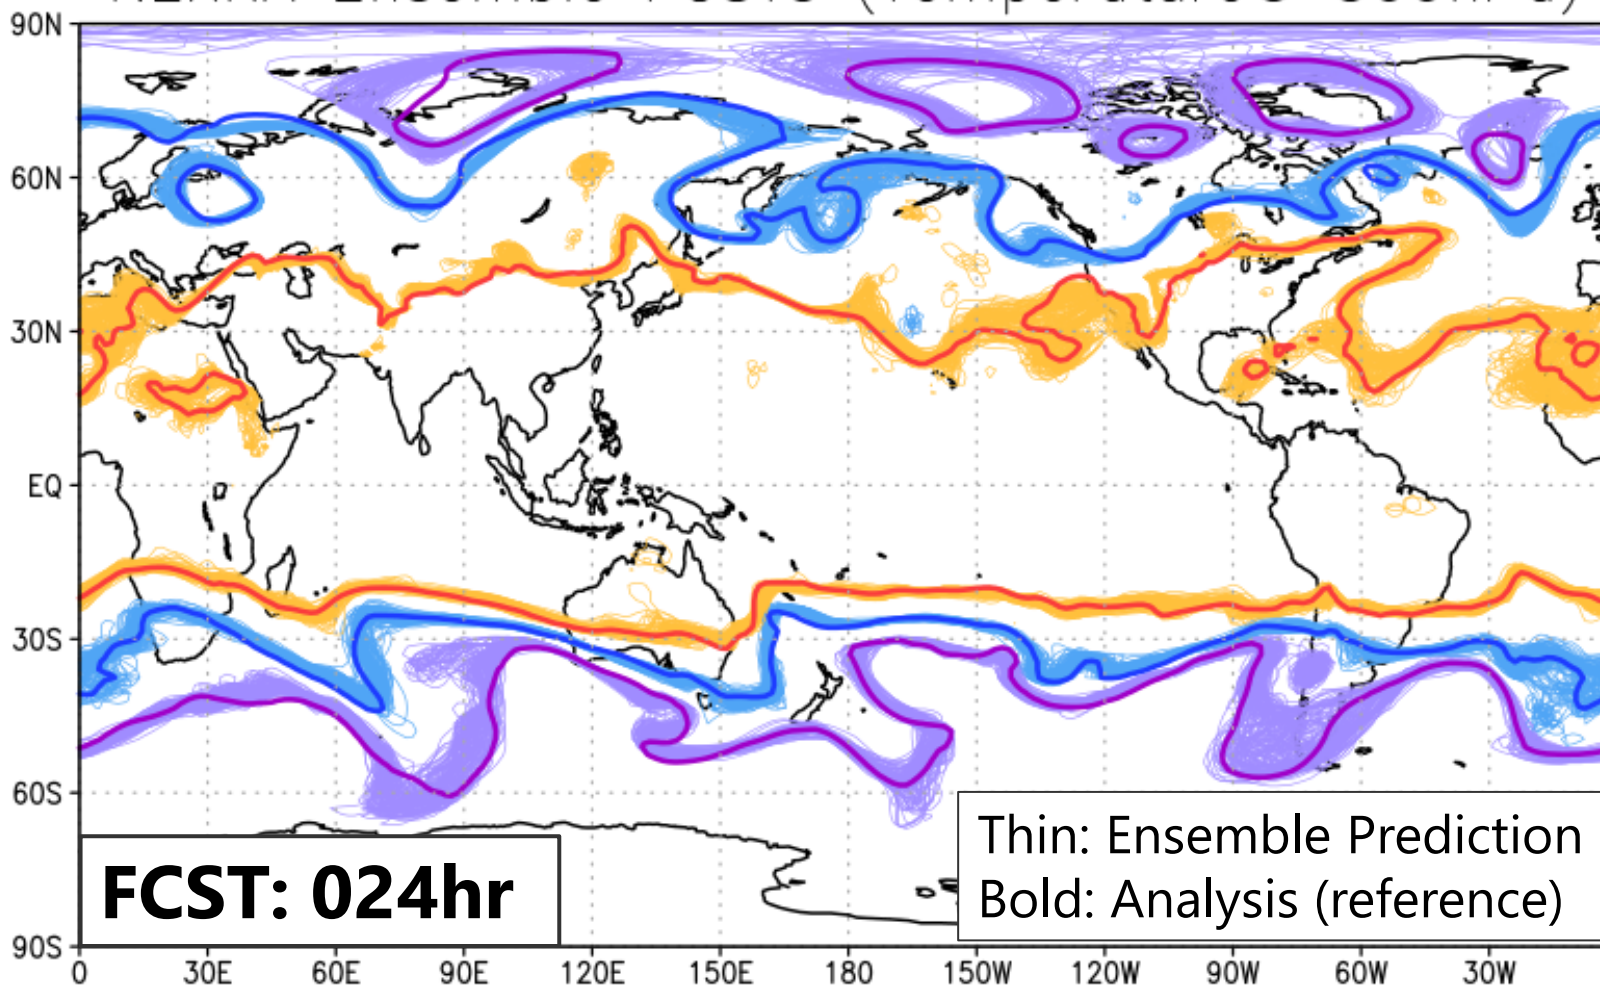 90N
60N
30N
EQ
30S
60S
90S
0 30E 60E 90E 120E 150E 180 150W 120W 90W 60W 30W
FCST: 024hr
Thin: Ensemble Prediction
Bold: Analysis (reference)